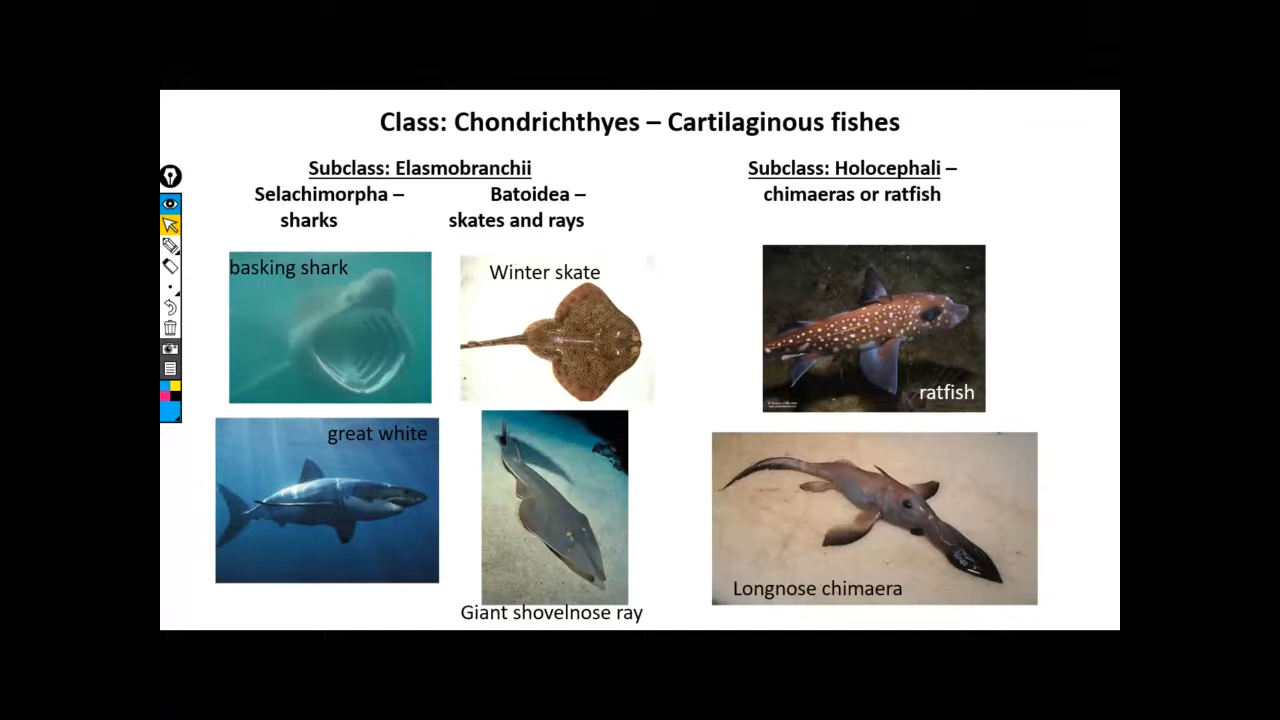 Class: Chondrichthyes – Cartilaginous fishes
Subclass: Elasmobranchii
Selachimorpha –
sharks
Batoidea –
skates and rays
Subclass: Holocephali –
chimaeras or ratfish
basking shark
Winter skate
ratfish
great white
Giant shovelnose ray
Longnose chimaera